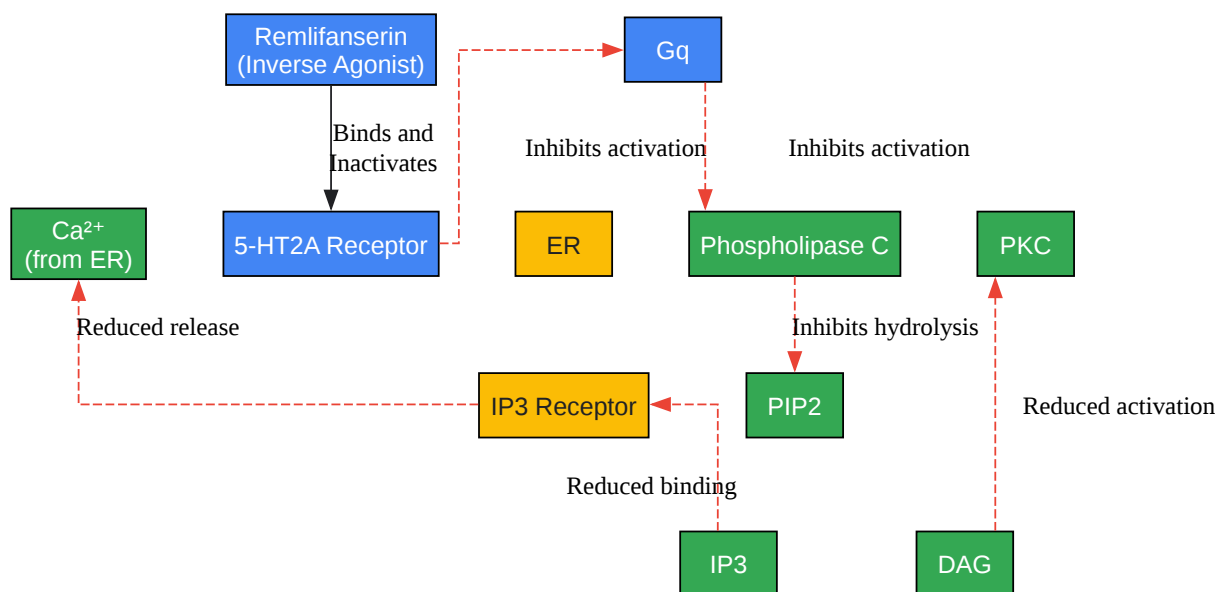 Remlifanserin
(Inverse Agonist)
Gq
Binds and
Inactivates
Inhibits activation
Inhibits activation
Ca²⁺
(from ER)
5-HT2A Receptor
ER
Phospholipase C
PKC
Reduced release
Inhibits hydrolysis
IP3 Receptor
PIP2
Reduced activation
Reduced binding
IP3
DAG